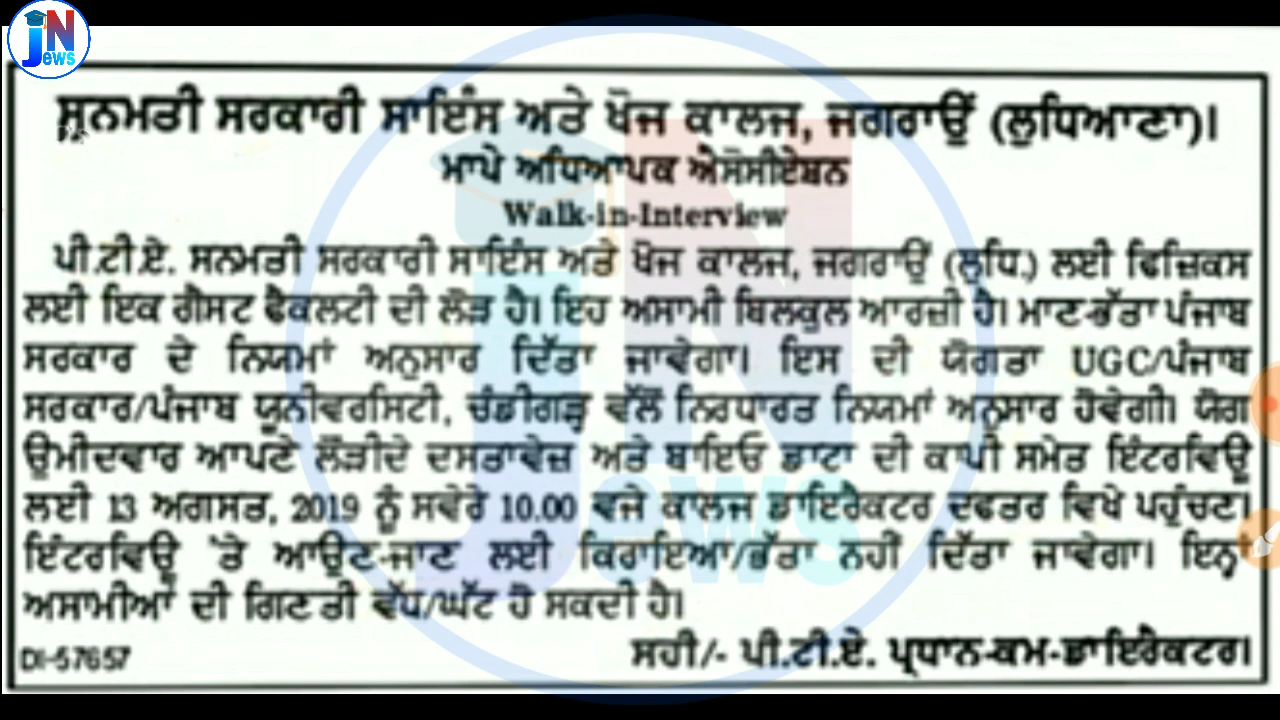 JN
ews
ਸੁਨਮਤੀ ਸਰਕਾਰੀ ਸਾਇੰਸ ਅਤੇ ਖੋਜ ਕਾਲਜ, ਜਗਰਾਉਂ (ਲੁਧਿਆਣਾ)।
ਮਾਪੇ ਅਧਿਆਪਕ ਐਸੋਸੀਏਸ਼ਨ
Walk-in-Interview
ਪੀ.ਟੀ.ਏ. ਸਨਮਤੀ ਸਰਕਾਰੀ ਸਾਇੰਸ ਅਤੇ ਖੋਜ ਕਾਲਜ, ਜਗਰਾਉਂ (ਲੁਧਿ.) ਲਈ ਫਿਜ਼ਿਕਸ
ਲਈ ਇਕ ਗੈਸਟ ਫੈਕਲਟੀ ਦੀ ਲੋੜ ਹੈ। ਇਹ ਅਸਾਮੀ ਬਿਲਕੁਲ ਆਰਜ਼ੀ ਹੈ। ਮਾਣ-ਭੱਤਾ ਪੰਜਾਬ
ਸਰਕਾਰ ਦੇ ਨਿਯਮਾਂ ਅਨੁਸਾਰ ਦਿੱਤਾ ਜਾਵੇਗਾ। ਇਸ ਦੀ ਯੋਗਤਾ UGC/ਪੰਜਾਬ
ਸਰਕਾਰ/ਪੰਜਾਬ ਯੂਨੀਵਰਸਿਟੀ, ਚੰਡੀਗੜ੍ਹ ਵੱਲੋਂ ਨਿਰਧਾਰਤ ਨਿਯਮਾਂ ਅਨੁਸਾਰ ਹੋਵੇਗੀ। ਯੋਗ
ਉਮੀਦਵਾਰ ਆਪਣੇ ਲੋੜੀਦੇ ਦਸਤਾਵੇਜ਼ ਅਤੇ ਬਾਇਓ ਡਾਟਾ ਦੀ ਕਾਪੀ ਸਮੇਤ ਇੰਟਰਵਿਊ
ਲਈ 13 ਅਗਸਤ, 2019 ਨੂੰ ਸਵੇਰੇ 10.00 ਵਜੇ ਕਾਲਜ ਡਾਇਰੈਕਟਰ ਦਫਤਰ ਵਿਖੇ ਪਹੁੰਚਣ।
ਇੰਟਰਵਿਊ 'ਤੇ ਆਉਣ-ਜਾਣ ਲਈ ਕਿਰਾਇਆ/ਭੱਤਾ ਨਹੀਂ ਦਿੱਤਾ ਜਾਵੇਗਾ। ਇਨ੍ਹਾਂ
ਅਸਾਮੀਆਂ ਦੀ ਗਿਣਤੀ ਵੱਧ/ਘੱਟ ਹੋ ਸਕਦੀ ਹੈ।
DI-57657
ਸਹੀ/- ਪੀ.ਟੀ.ਏ. ਪ੍ਰਧਾਨ-ਕਮ-ਡਾਇਰੈਕਟਰ।